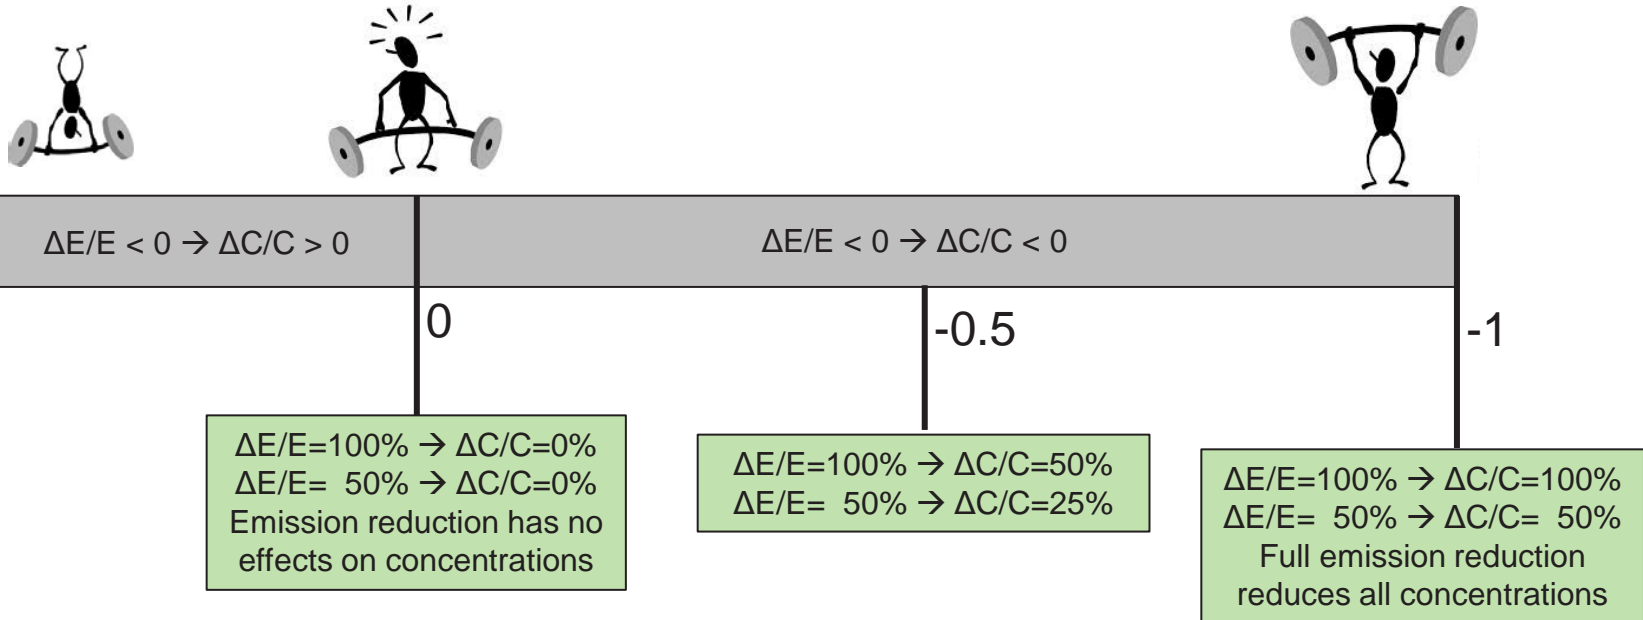 ΔE/E < 0 → ΔC/C > 0
ΔE/E < 0 → ΔC/C < 0
0
-0.5
-1
ΔE/E=100% → ΔC/C=0%
ΔE/E= 50% → ΔC/C=0%
Emission reduction has no
effects on concentrations
ΔE/E=100% → ΔC/C=50%
ΔE/E= 50% → ΔC/C=25%
ΔE/E=100% → ΔC/C=100%
ΔE/E= 50% → ΔC/C= 50%
Full emission reduction
reduces all concentrations